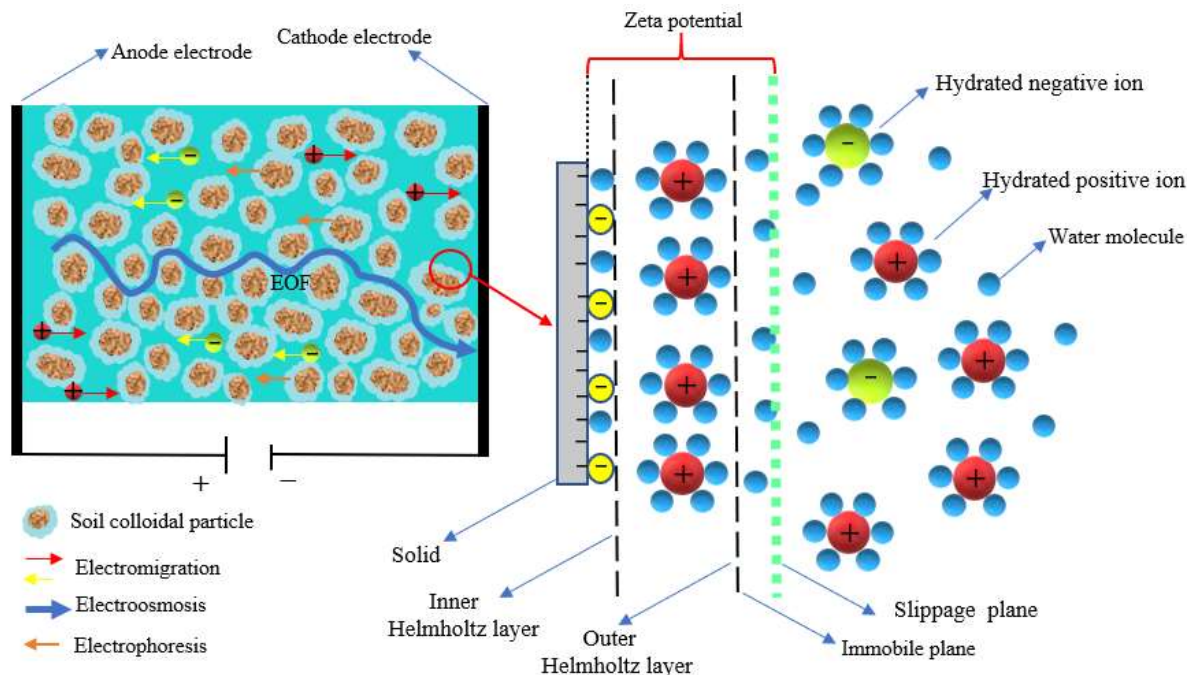 Zeta potential
Cathode electrode
Anode electrode
Hydrated negative ion
Hydrated positive ion
Water molecule
EOF
+ −
Soil colloidal particle
Electromigration
Electroosmosis
Electrophoresis
Solid
Inner
Helmholtz layer
Outer
Helmholtz layer
Slippage plane
Immobile plane